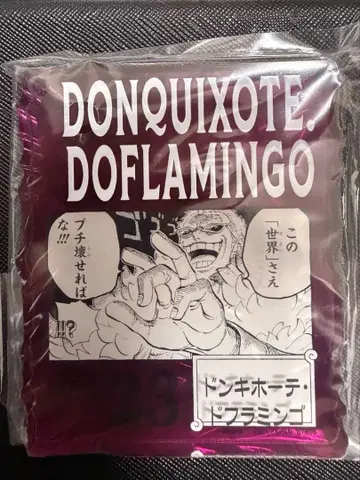 DONQUIXOTE.
DOFLAMINGO
この
「世界」さえ
ブチ壊せれば
な!!!
!!?
ドンキホーテ・
ドフラミンゴ